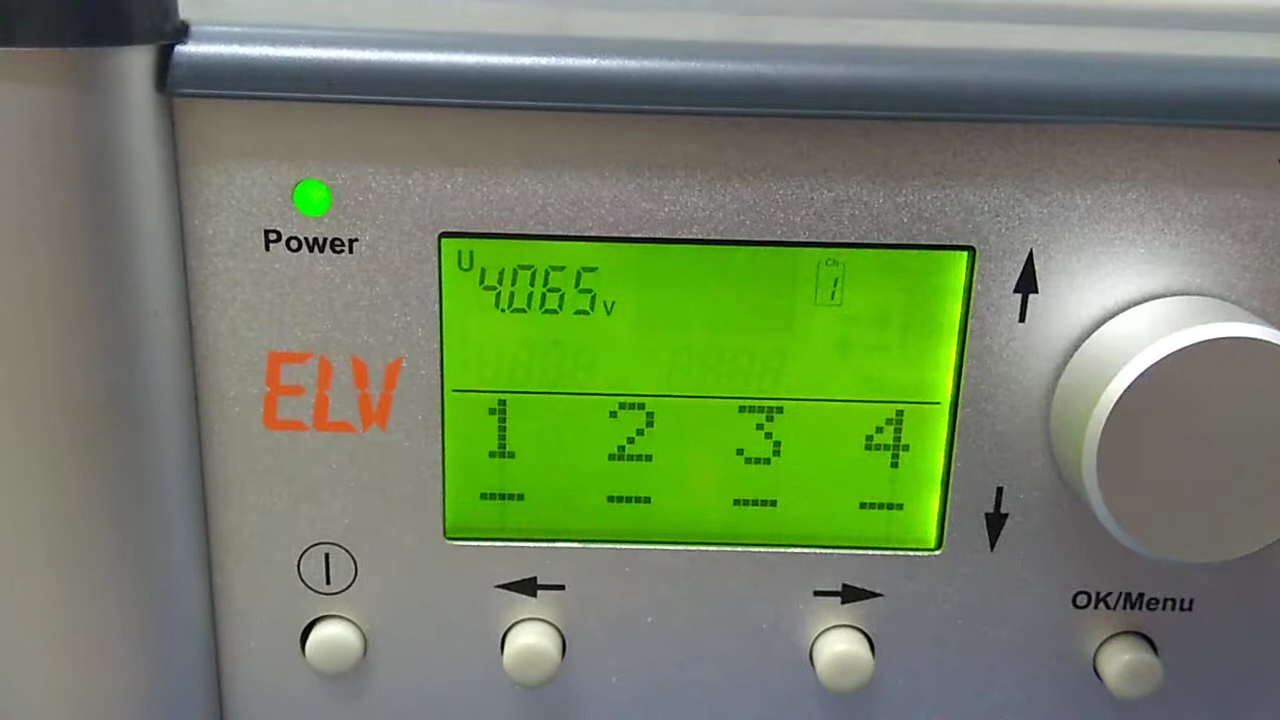 Power
U 4.065 V
Ch
1
ELV
1 2 3 4
– – – –
OK/Menu